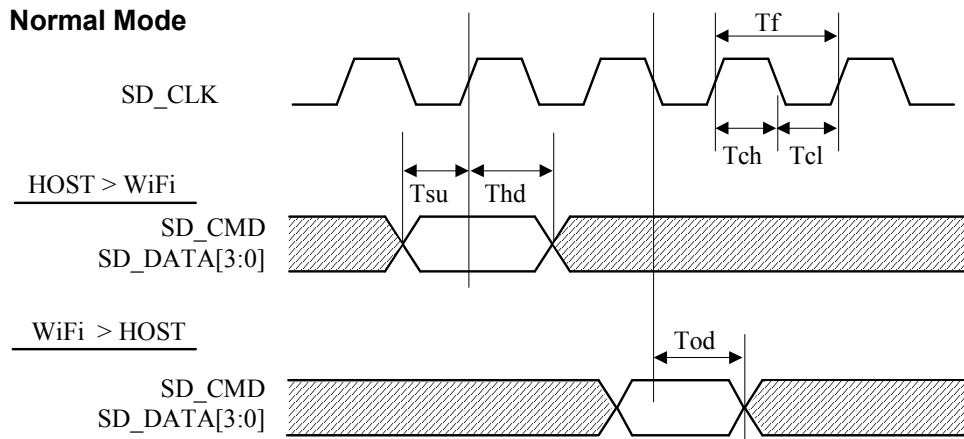 Normal Mode
Tf
SD_CLK
Tch Tcl
HOST > WiFi
Tsu Thd
SD_CMD
SD_DATA[3:0]
WiFi > HOST
Tod
SD_CMD
SD_DATA[3:0]